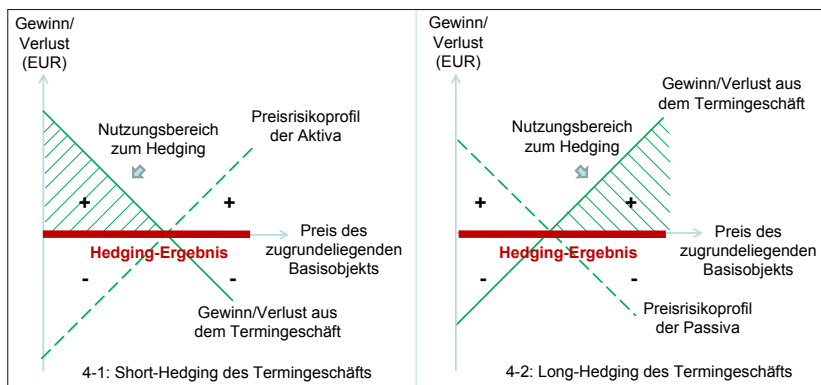 Gewinn/
Verlust
(EUR)
Preisrisikoprofil
der Aktiva
Nutzungsbereich
zum Hedging
+
+
Preis des
zugrundeliegenden
Basisobjekts
Hedging-Ergebnis
-
-
Gewinn/Verlust aus
dem Termingeschäft
4-1: Short-Hedging des Termingeschäfts
Gewinn/
Verlust
(EUR)
Gewinn/Verlust aus
dem Termingeschäft
Nutzungsbereich
zum Hedging
+
+
Preis des
zugrundeliegenden
Basisobjekts
Hedging-Ergebnis
-
-
Preisrisikoprofil
der Passiva
4-2: Long-Hedging des Termingeschäfts